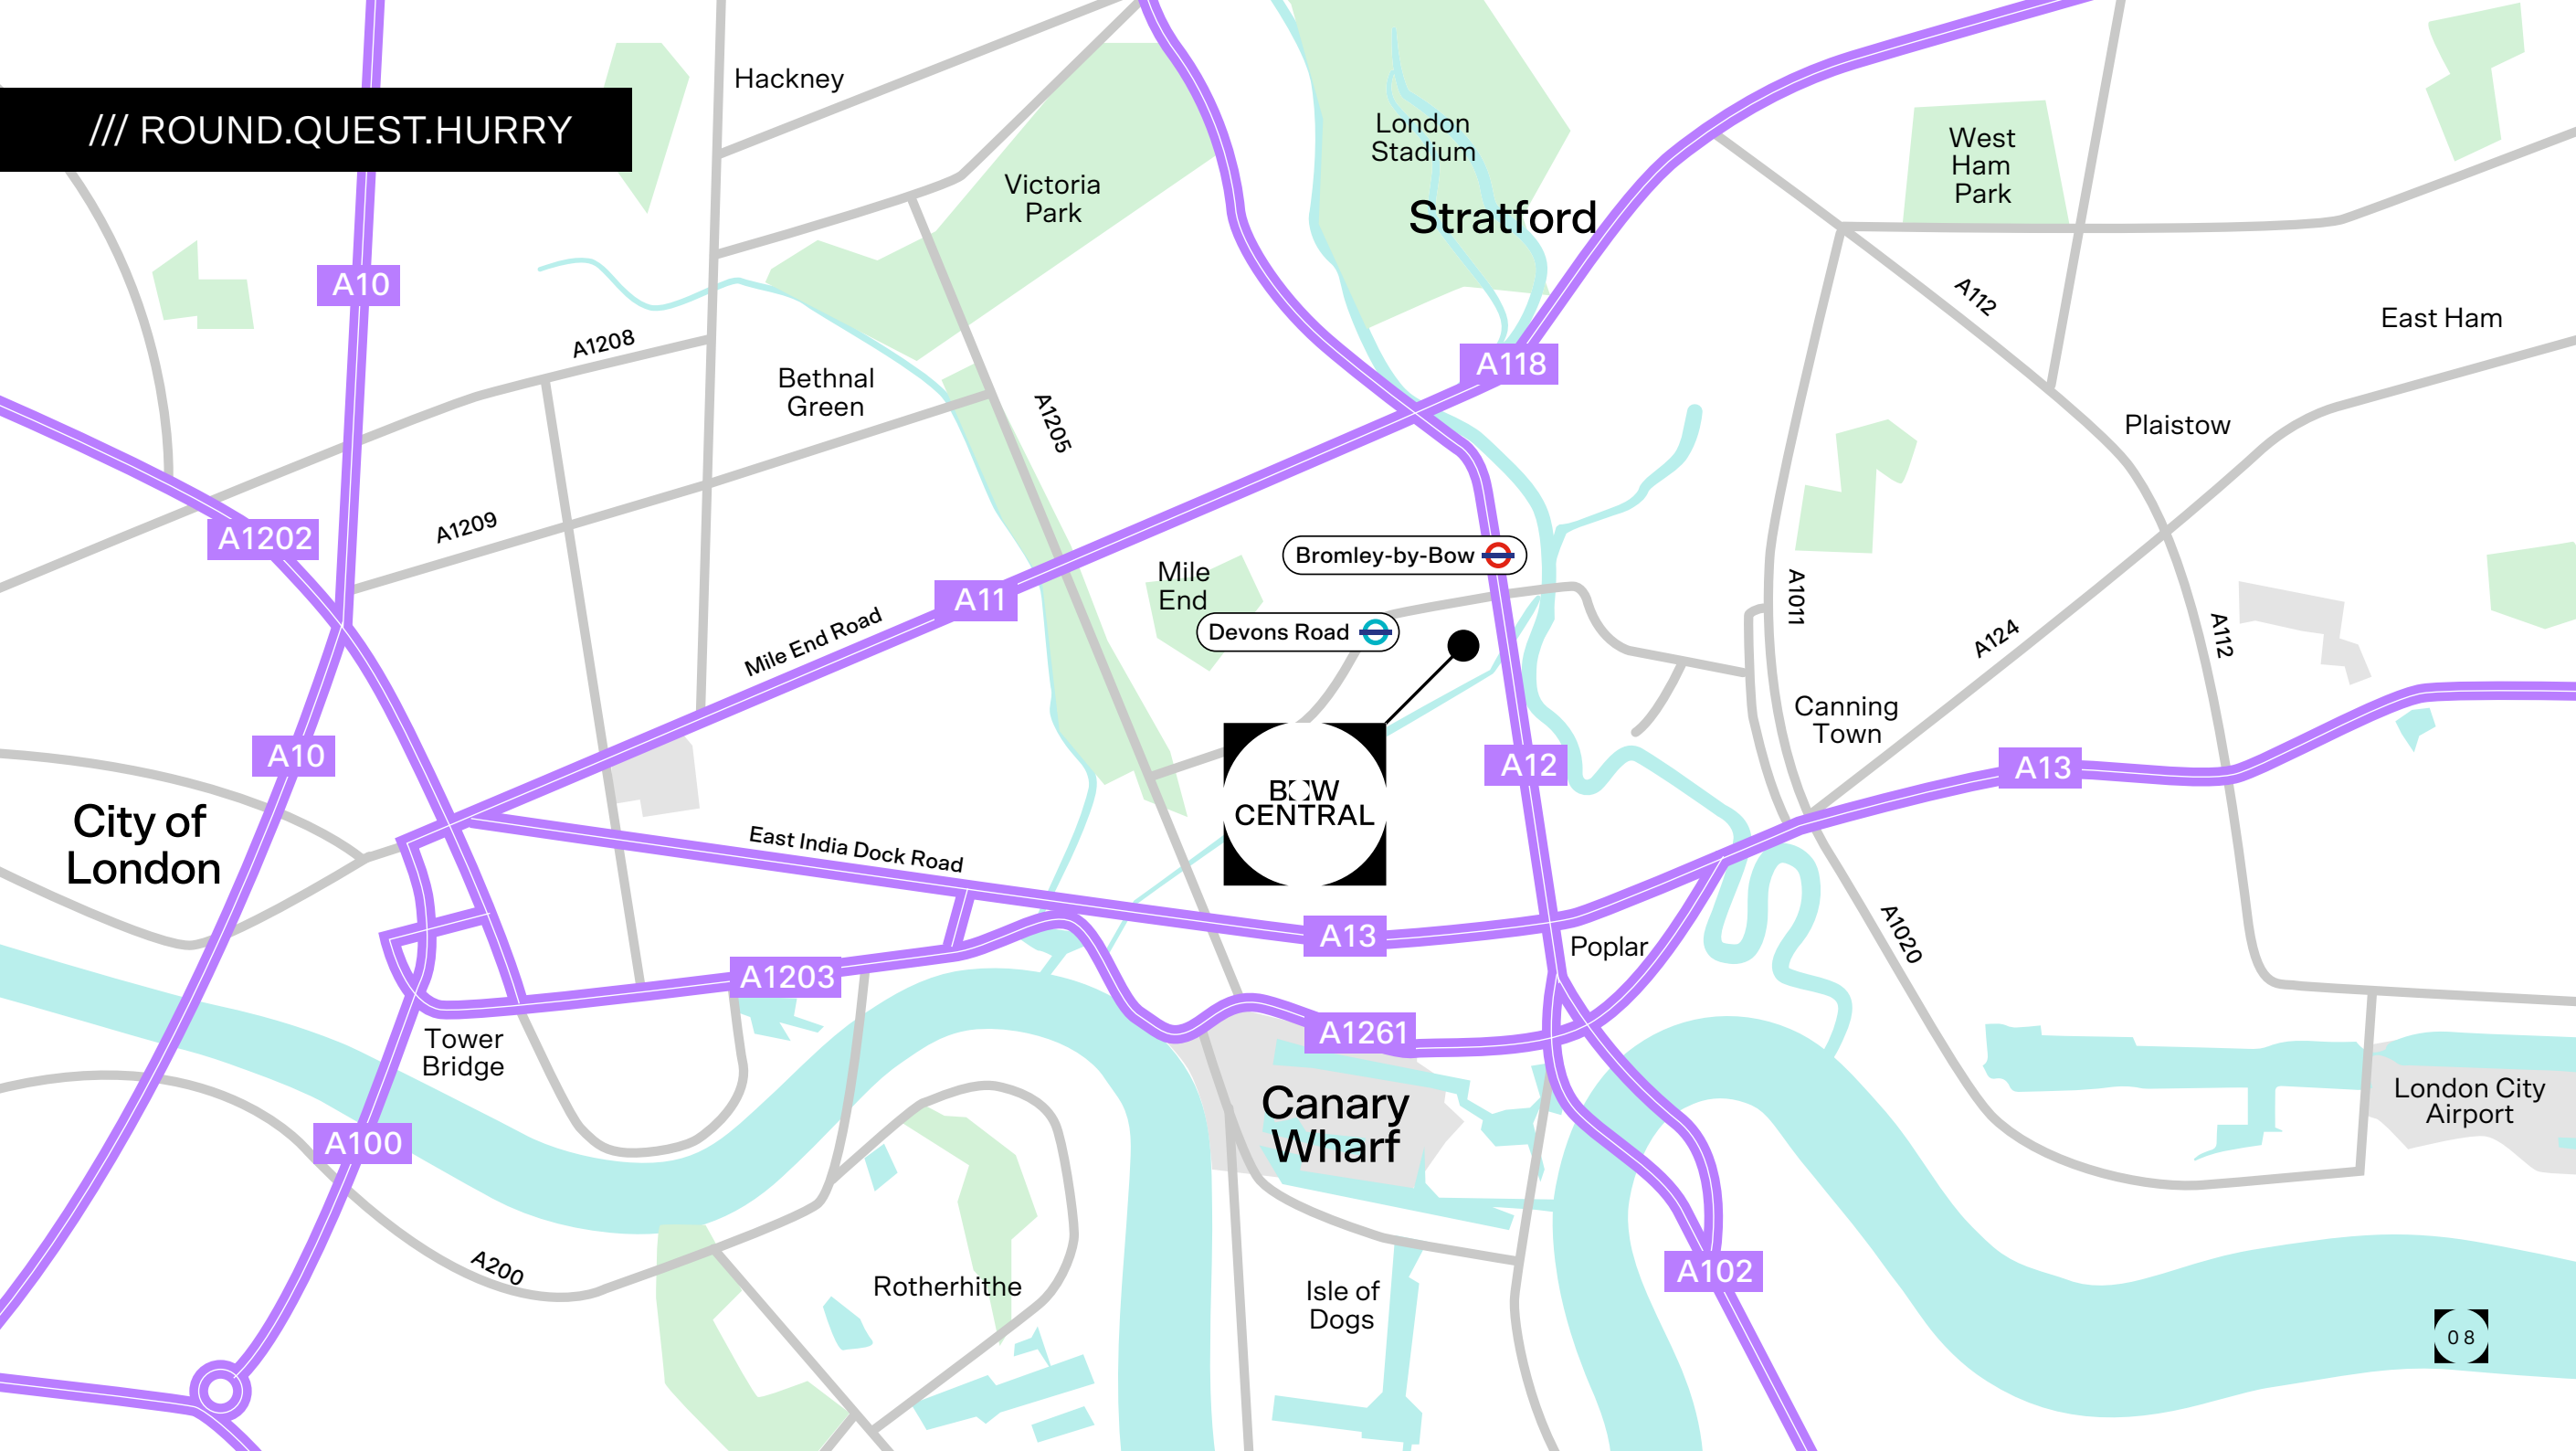 Hackney
/// ROUND.QUEST.HURRY
London
Stadium
West
Ham
Park
Victoria
Park
Stratford
A10
A112
East Ham
A1208
A118
Bethnal
Green
A1205
Plaistow
A1209
A1202
Bromley-by-Bow
Mile
End
A11
A1011
Devons Road
Mile End Road
A124
A112
Canning
Town
A10
A12
A13
BOW
CENTRAL
City of
London
East India Dock Road
A13
Poplar
A1020
A1203
A1261
Tower
Bridge
Canary
Wharf
London City
Airport
A100
A200
A102
Rotherhithe
Isle of
Dogs
08